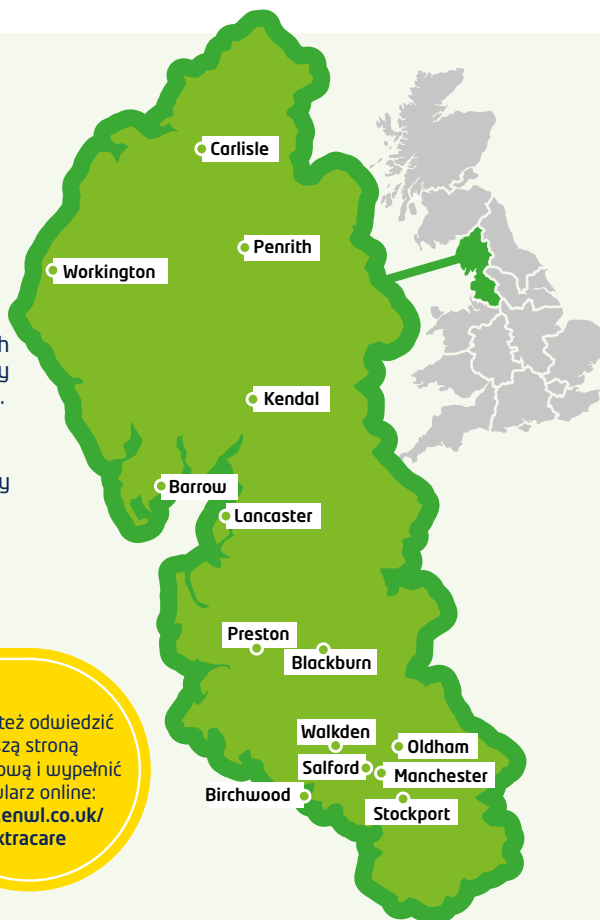 Carlisle
Penrith
Workington
h
y
.
Kendal
y
Barrow
Lancaster
Preston
Blackburn
też odwiedzić
szą stroną
ową i wypełnić
ularz online:
.enwl.co.uk/
xtracare
Walkden
Oldham
Salford
Manchester
Birchwood
Stockport